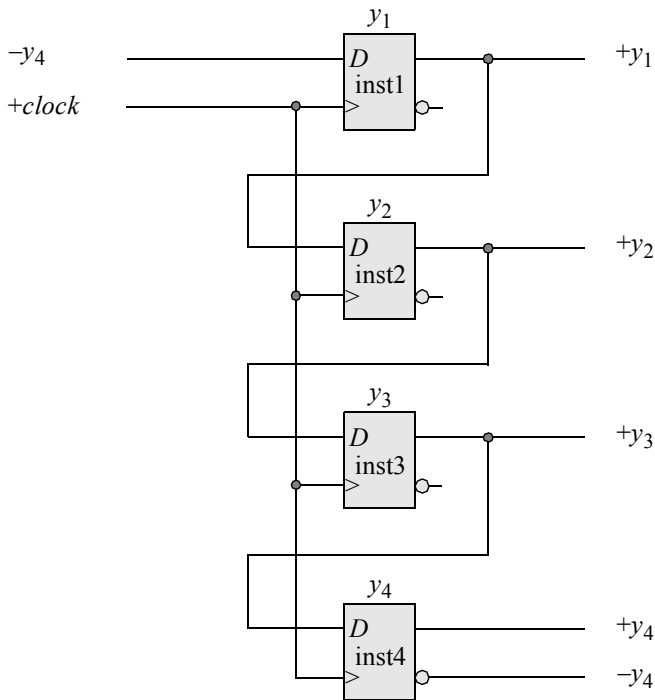 y1
–y4
D
+y1
inst1
+clock
>
y2
D
+y2
inst2
>
y3
D
+y3
inst3
>
y4
D
+y4
inst4
>
–y4